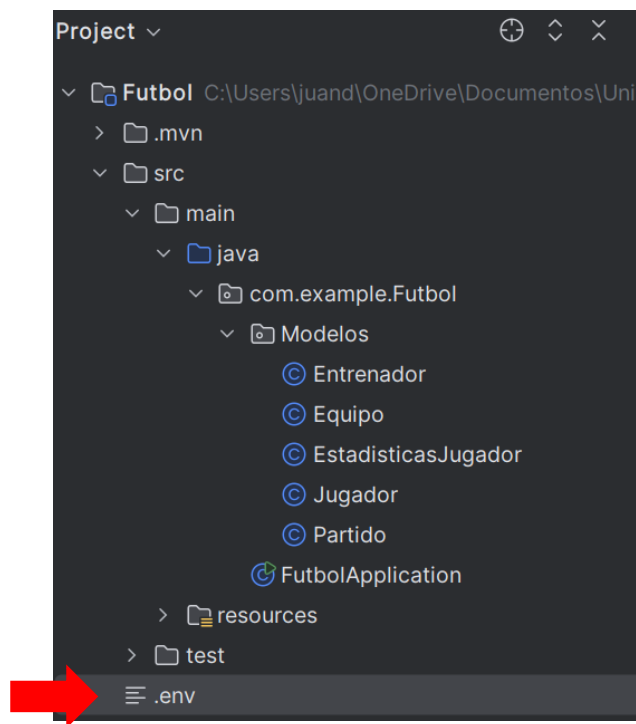 Project
Futbol C:\Users\juand\OneDrive\Documentos\Uni
.mvn
src
main
java
com.example.Futbol
Modelos
Entrenador
Equipo
EstadisticasJugador
Jugador
Partido
FutbolApplication
resources
test
.env